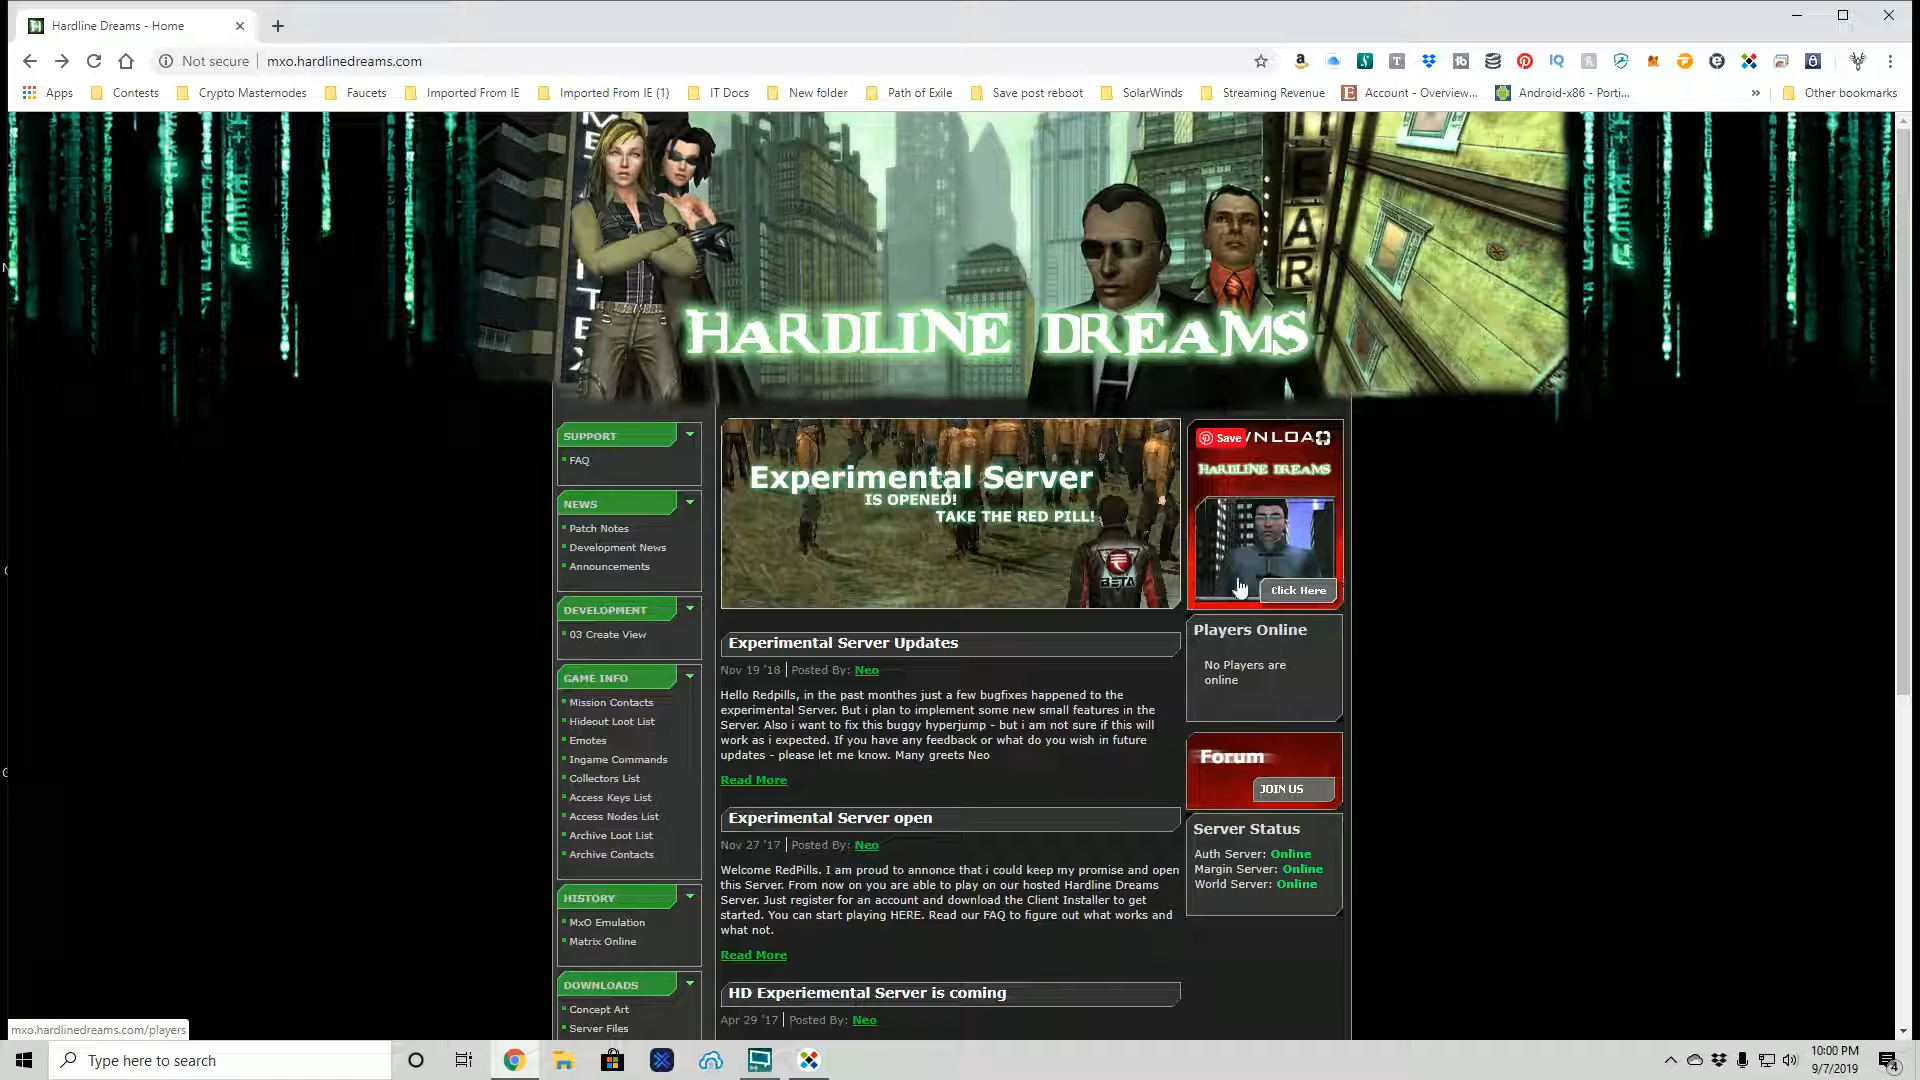 Hardline Dreams - Home
Not secure
mxo.hardlinedreams.com
Apps
Contests
Crypto Masternodes
Faucets
Imported From IE
Imported From IE (1)
IT Docs
New folder
Path of Exile
Save post reboot
SolarWinds
Streaming Revenue
Account - Overview...
Android-x86 - Porti...
»
Other bookmarks
HARDLINE DREAMS
SUPPORT
FAQ
NEWS
Patch Notes
Development News
Announcements
DEVELOPMENT
03 Create View
GAME INFO
Mission Contacts
Hideout Loot List
Emotes
Ingame Commands
Collectors List
Access Keys List
Access Nodes List
Archive Loot List
Archive Contacts
HISTORY
MxO Emulation
Matrix Online
DOWNLOADS
Concept Art
Server Files
Experimental Server
IS OPENED!
TAKE THE RED PILL!
BETA
Experimental Server Updates
Nov 19 '18 | Posted By: Neo
Hello Redpills, in the past monthes just a few bugfixes happened to the
experimental Server. But i plan to implement some new small features in the
Server. Also i want to fix this buggy hyperjump - but i am not sure if this will
work as i expected. If you have any feedback or what do you wish in future
updates - please let me know. Many greets Neo
Read More
Experimental Server open
Nov 27 '17 | Posted By: Neo
Welcome RedPills. I am proud to annonce that i could keep my promise and open
this Server. From now on you are able to play on our hosted Hardline Dreams
Server. Just register for an account and download the Client Installer to get
started. You can start playing HERE. Read our FAQ to figure out what works and
what not.
Read More
HD Experiemental Server is coming
Apr 29 '17 | Posted By: Neo
Save
HARDLINE DREAMS
Click Here
Players Online
No Players are
online
Forum
JOIN US
Server Status
Auth Server: Online
Margin Server: Online
World Server: Online
mxo.hardlinedreams.com/players
Type here to search
10:00 PM
9/7/2019
4